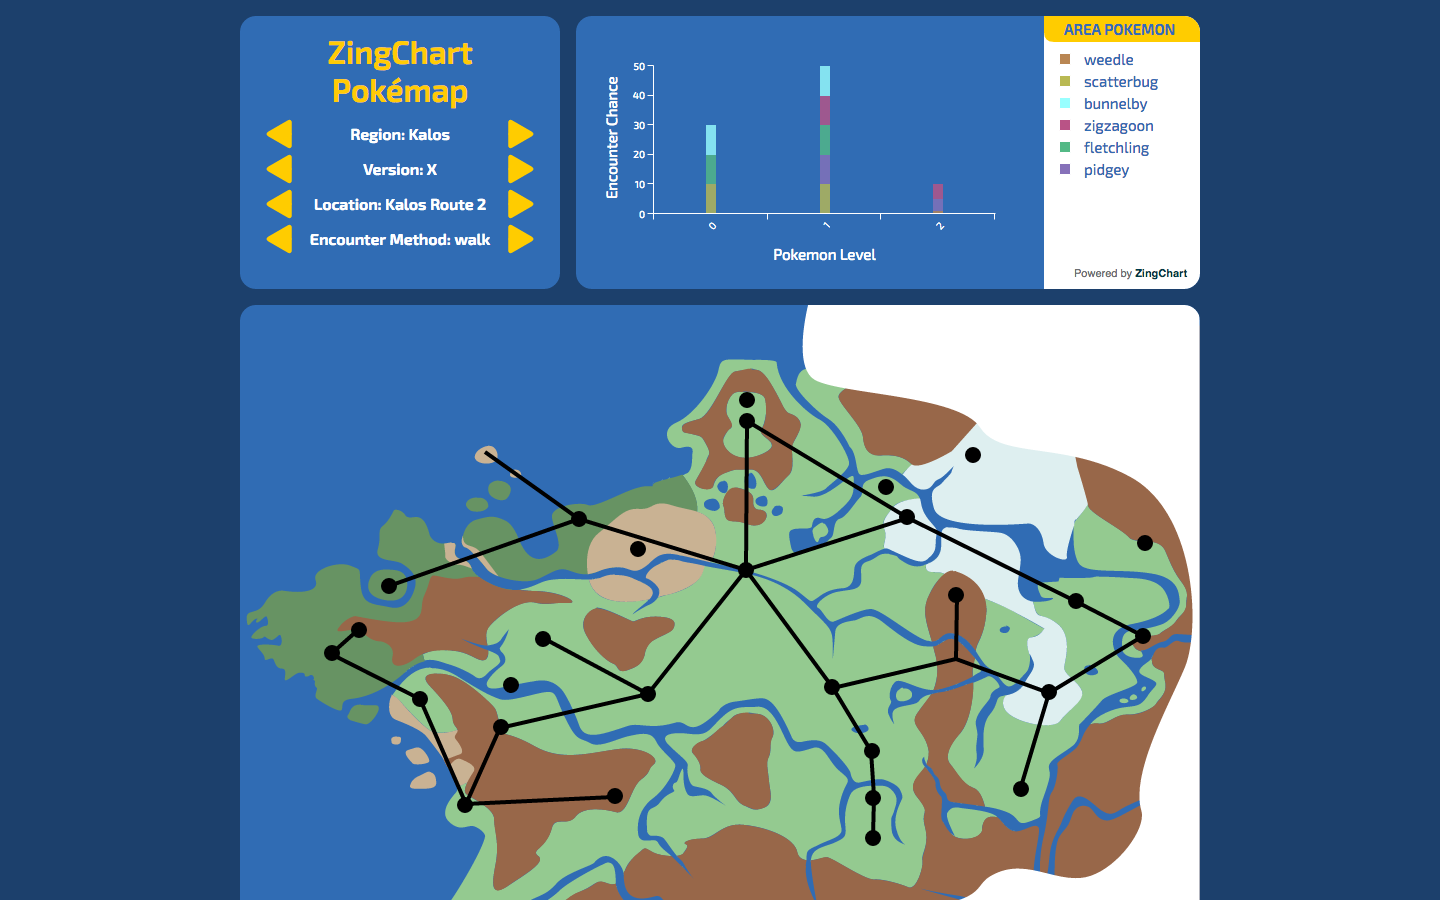 ZingChart
Pokémap
Region: Kalos
Version: X
Location: Kalos Route 2
Encounter Method: walk
Encounter Chance
50
40
30
20
10
0
0
1
2
Pokemon Level
AREA POKEMON
weedle
scatterbug
bunnelby
zigzagoon
fletchling
pidgey
Powered by ZingChart